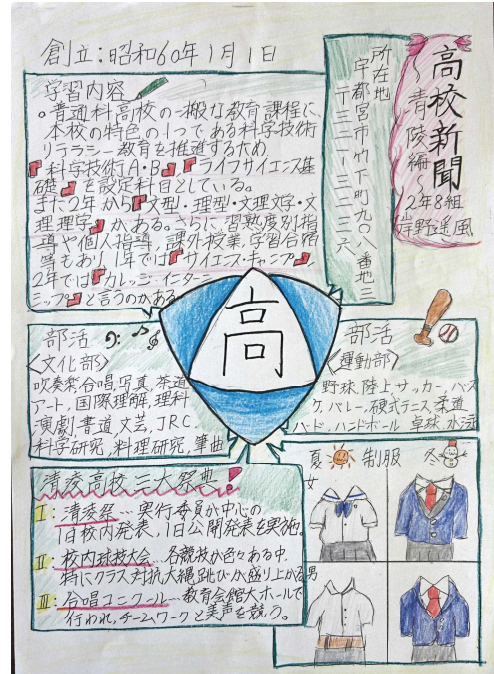 創立:昭和60年1月1日
高校新聞
〜青陵編〜
2年8組
所在地
宇都宮市竹下町九〇八番地三
〒三二一-三二三六
学習内容
。普通科高校の一般な教育課程に、
本校の特色の1つである科学技術
リテラシー教育を推進するため
『科学技術A・B』『ライフサイエンス基
礎』を設定科目としている。
また2年から『文型・理型・文理文学・文
理理学』がある。さらに、習熟度別指
導や個人指導、課外授業、学習合宿
等もあり、1年では『サイエンス・キャンプ』、
2年では『カレッジ・インターン
シップ』と言うのがある
高
部活
〈文化部〉
吹奏楽,合唱,写真,茶道
アート,国際理解,理科
演劇,書道,文芸,JRC,
科学研究,料理研究,筆曲
部活
〈運動部〉
野球,陸上サッカー,バス
ケ,バレー,硬式テニス,柔道
バド,ハンドボール 卓球,水泳
清陵高校 三大祭典
I:清陵祭…実行委員が中心の
1日校内発表,1日公開発表を実施。
II:校内球技大会…各競技が色々ある中、
特にクラス対抗大縄跳びが盛り上がる
III:合唱コンクール…教育会館大ホールで
行われ,チームワークと美声を競う。
夏 制服 冬
女
男